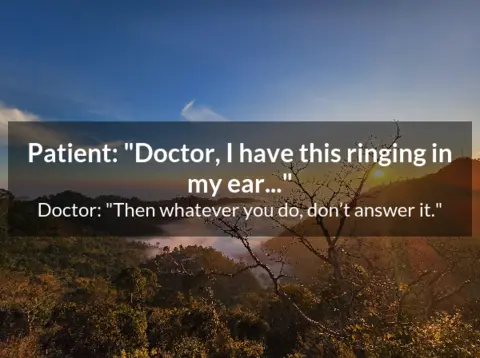 Patient: "Doctor, I have this ringing in
my ear..."
Doctor: "Then whatever you do, don’t answer it."